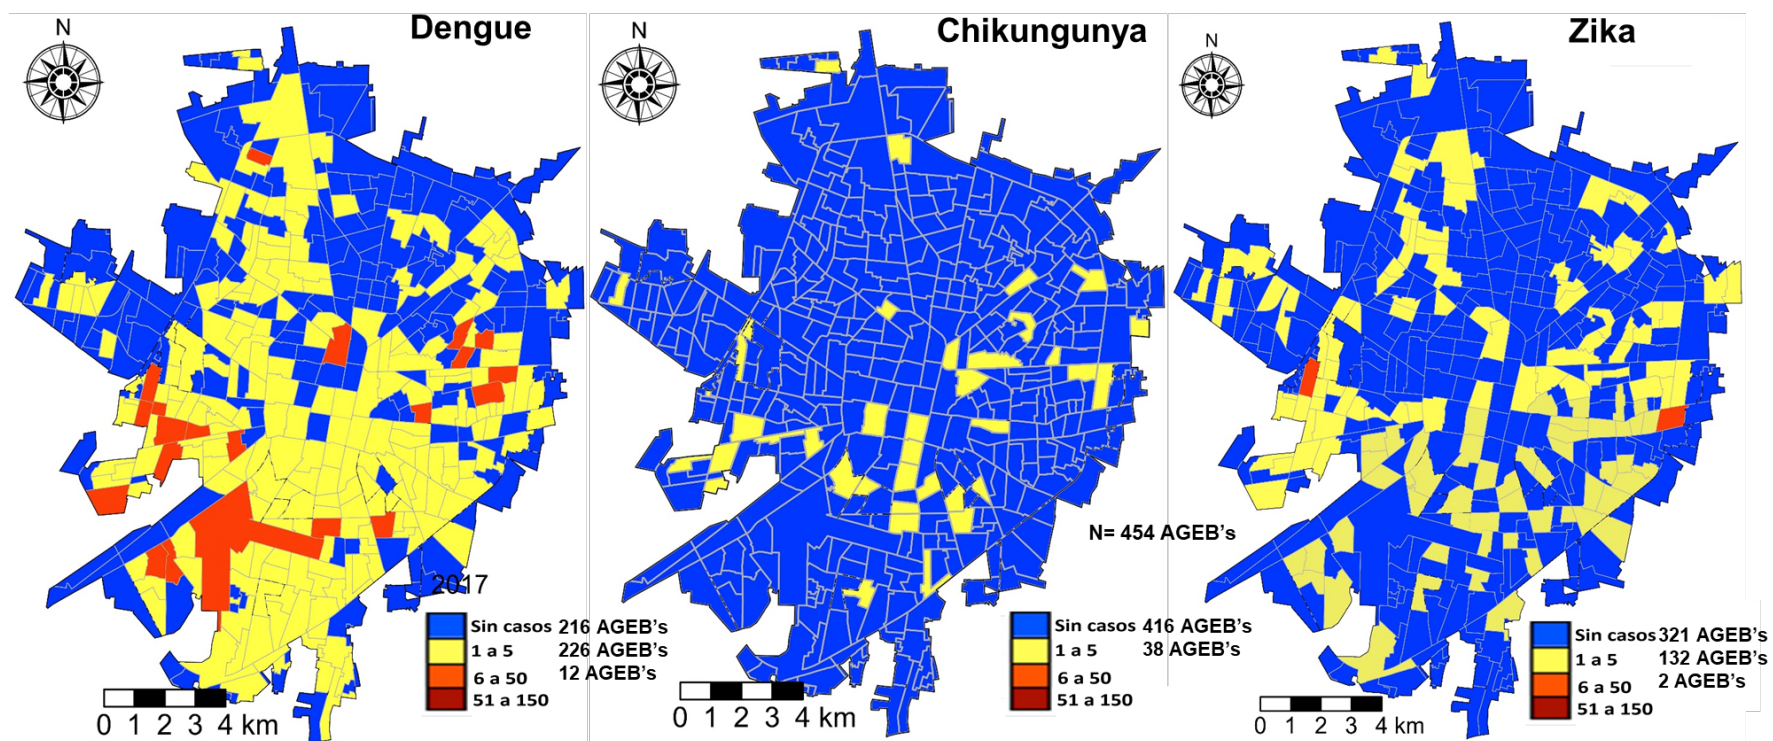 N
Dengue
2017
Sin casos 216 AGEB's
1 a 5 226 AGEB's
6 a 50 12 AGEB's
51 a 150
0 1 2 3 4 km
N
Chikungunya
N= 454 AGEB's
Sin casos 416 AGEB's
1 a 5 38 AGEB's
6 a 50
51 a 150
0 1 2 3 4 km
N
Zika
Sin casos 321 AGEB's
1 a 5 132 AGEB's
6 a 50 2 AGEB's
51 a 150
0 1 2 3 4 km